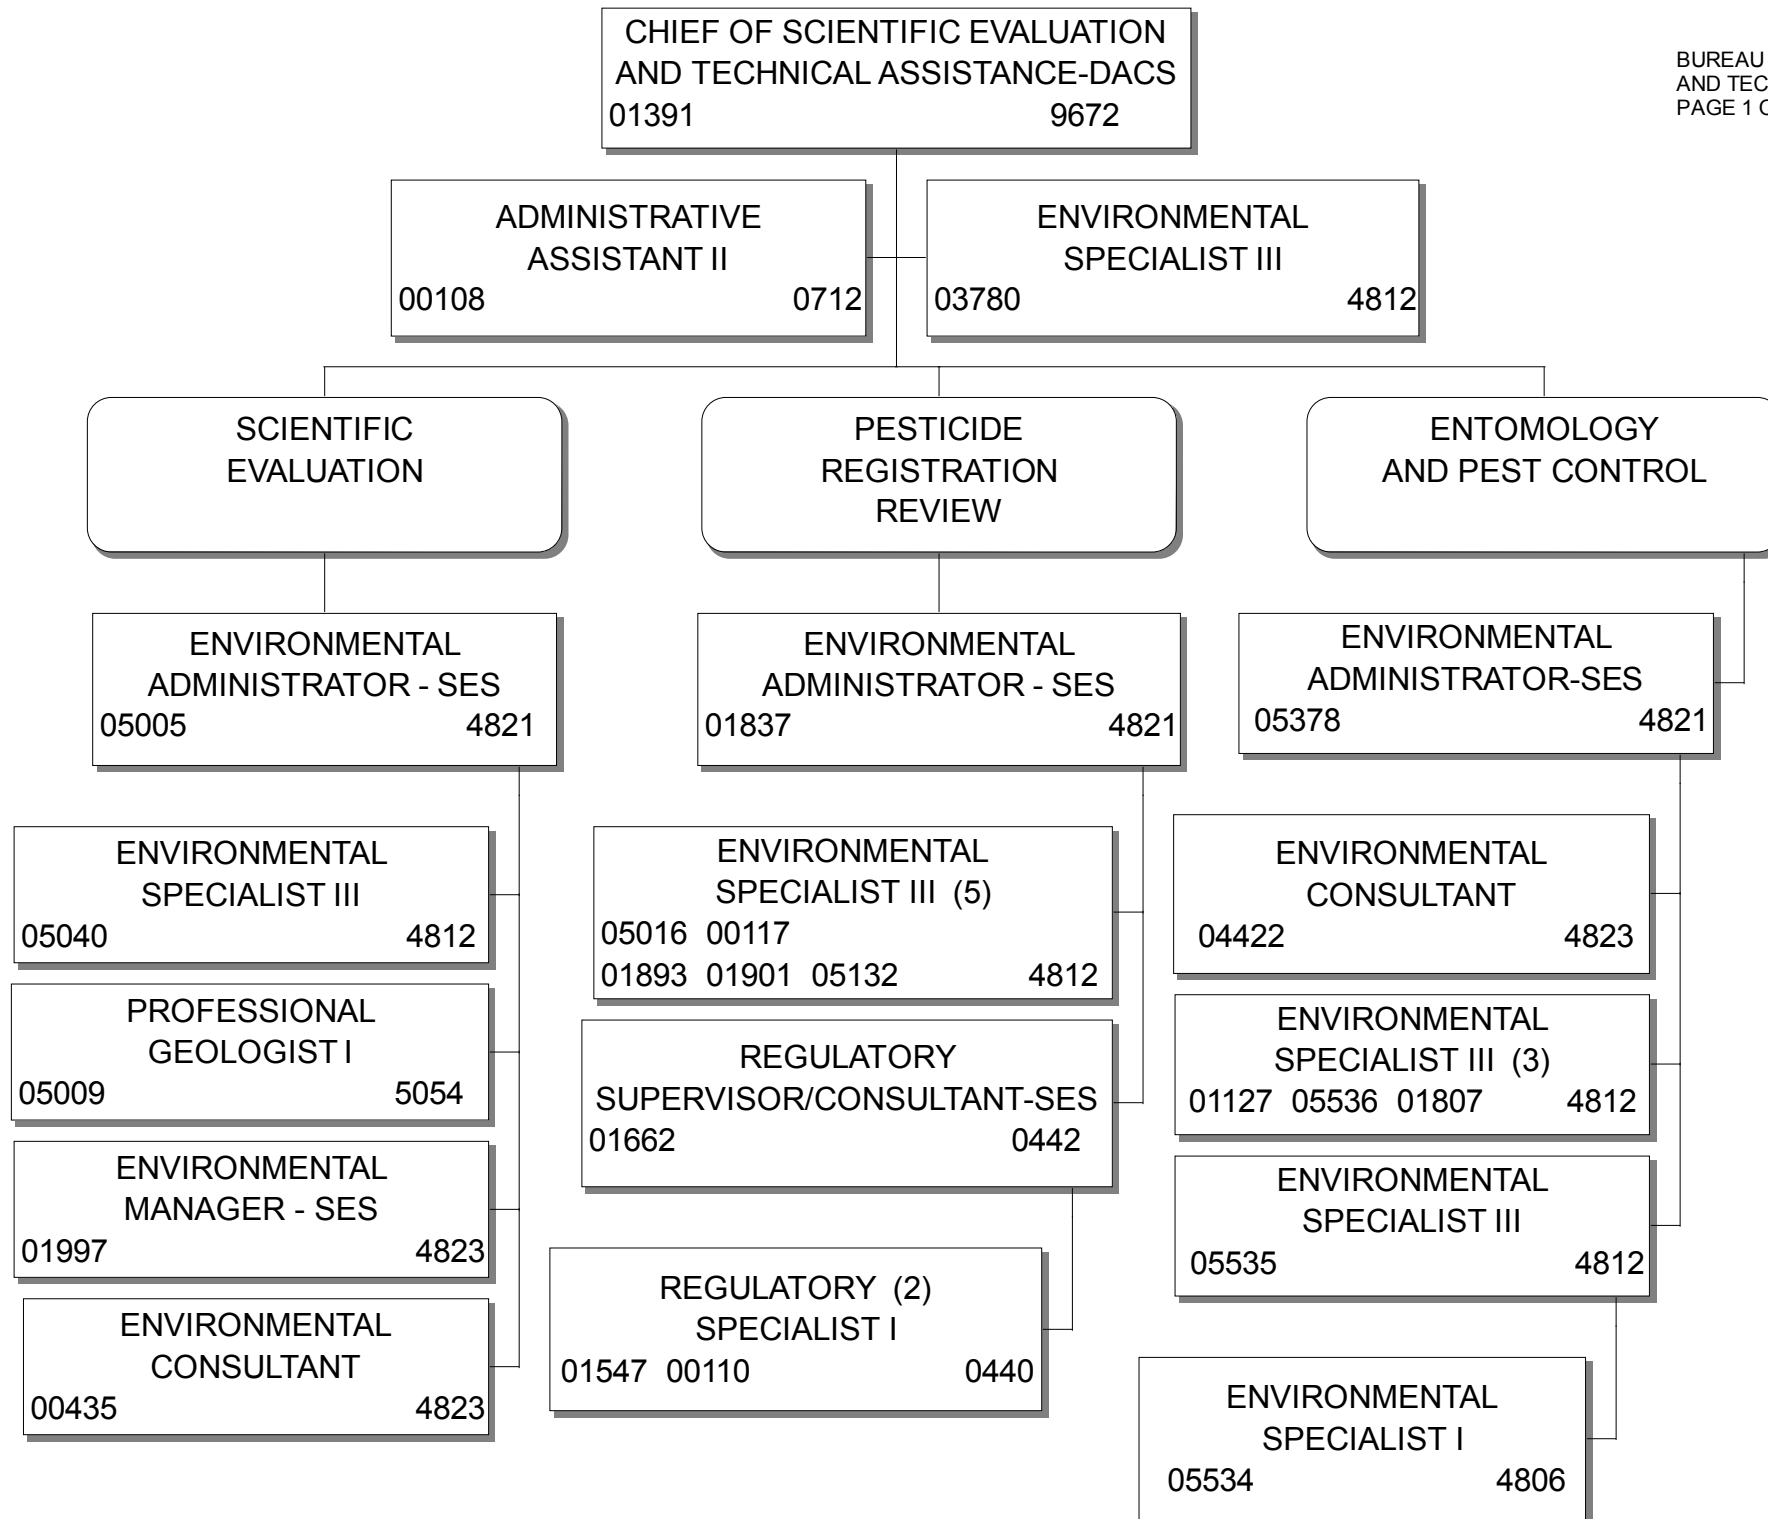 CHIEF OF SCIENTIFIC EVALUATION
AND TECHNICAL ASSISTANCE-DACS
01391 9672
BUREAU
AND TEC
PAGE 1
ADMINISTRATIVE
ASSISTANT II
00108 0712
ENVIRONMENTAL
SPECIALIST III
03780 4812
SCIENTIFIC
EVALUATION
PESTICIDE
REGISTRATION
REVIEW
ENTOMOLOGY
AND PEST CONTROL
ENVIRONMENTAL
ADMINISTRATOR - SES
05005 4821
ENVIRONMENTAL
ADMINISTRATOR - SES
01837 4821
ENVIRONMENTAL
ADMINISTRATOR-SES
05378 4821
ENVIRONMENTAL
SPECIALIST III
05040 4812
PROFESSIONAL
GEOLOGIST I
05009 5054
ENVIRONMENTAL
MANAGER - SES
01997 4823
ENVIRONMENTAL
CONSULTANT
00435 4823
ENVIRONMENTAL
SPECIALIST III (5)
05016 00117
01893 01901 05132 4812
REGULATORY
SUPERVISOR/CONSULTANT-SES
01662 0442
REGULATORY (2)
SPECIALIST I
01547 00110 0440
ENVIRONMENTAL
CONSULTANT
04422 4823
ENVIRONMENTAL
SPECIALIST III (3)
01127 05536 01807 4812
ENVIRONMENTAL
SPECIALIST III
05535 4812
ENVIRONMENTAL
SPECIALIST I
05534 4806